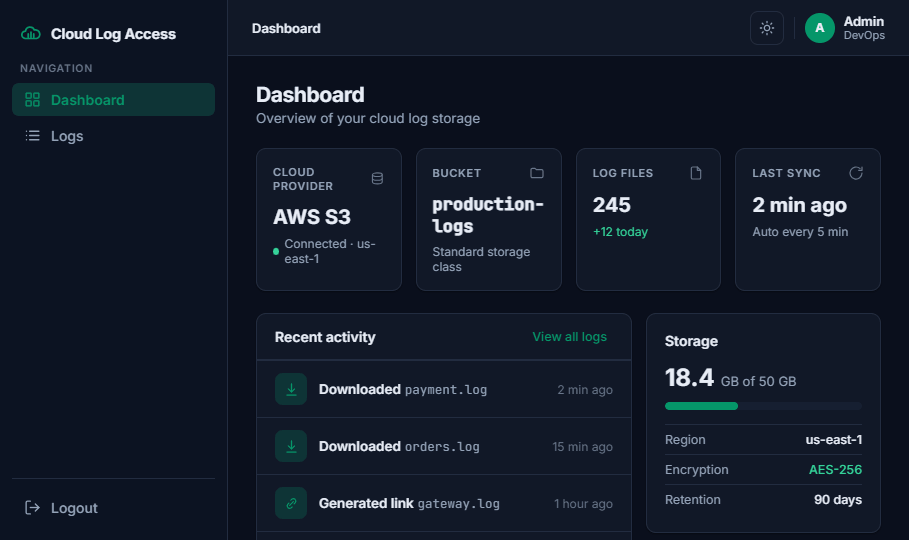 Cloud Log Access
NAVIGATION
Dashboard
Logs
Logout
Dashboard
A
Admin
DevOps
Dashboard
Overview of your cloud log storage
CLOUD
PROVIDER
AWS S3
Connected · us-
east-1
BUCKET
production-
logs
Standard storage
class
LOG FILES
245
+12 today
LAST SYNC
2 min ago
Auto every 5 min
Recent activity
View all logs
Downloaded payment.log
2 min ago
Downloaded orders.log
15 min ago
Generated link gateway.log
1 hour ago
Storage
18.4 GB of 50 GB
Region us-east-1
Encryption AES-256
Retention 90 days